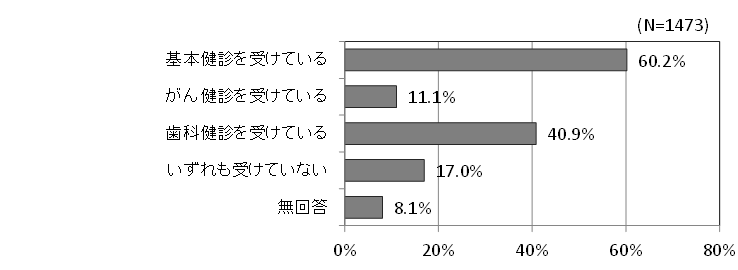 (N=1473)
基本健診を受けている 60.2%
がん健診を受けている 11.1%
歯科健診を受けている 40.9%
いずれも受けていない 17.0%
無回答 8.1%
0% 20% 40% 60% 80%